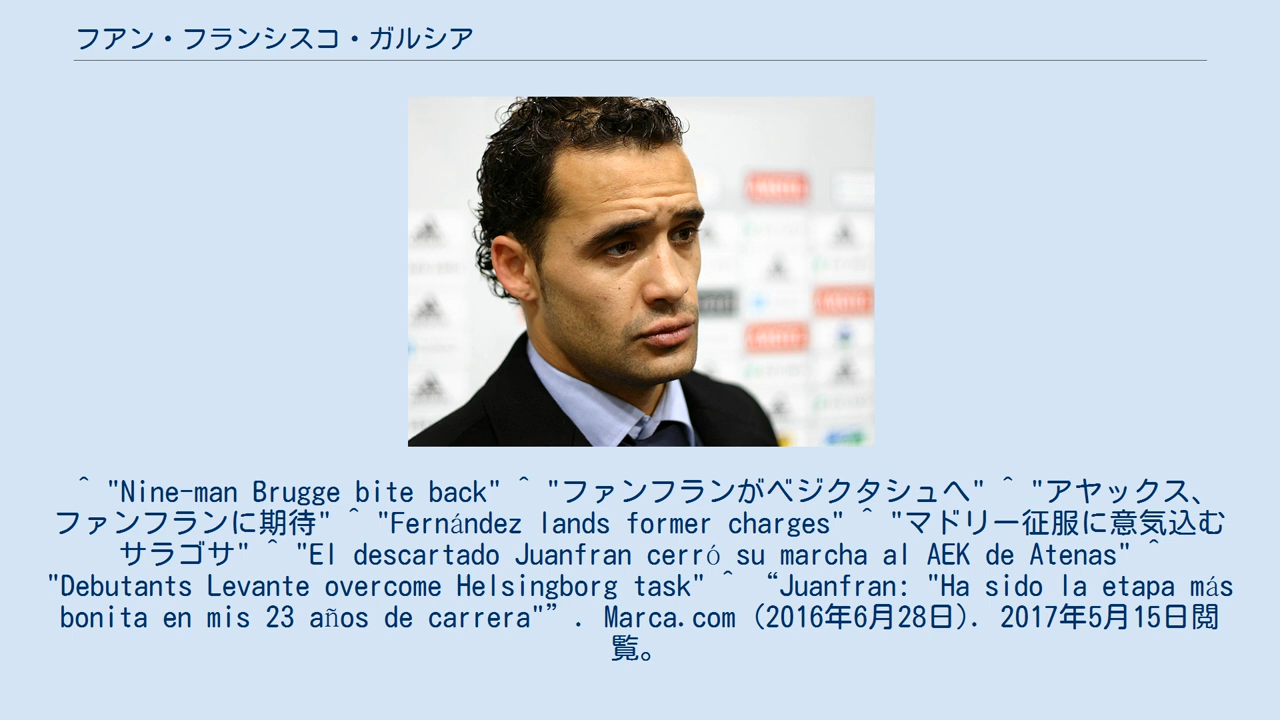 フアン・フランシスコ・ガルシア
^ "Nine-man Brugge bite back" ^ "ファンフランがベジクタシュへ" ^ "アヤックス、
ファンフランに期待" ^ "Fernández lands former charges" ^ "マドリー征服に意気込む
サラゴサ" ^ "El descartado Juanfran cerró su marcha al AEK de Atenas" ^
"Debutants Levante overcome Helsingborg task" ^ “Juanfran: "Ha sido la etapa más
bonita en mis 23 años de carrera"”. Marca.com (2016年6月28日). 2017年5月15日閲
覧。